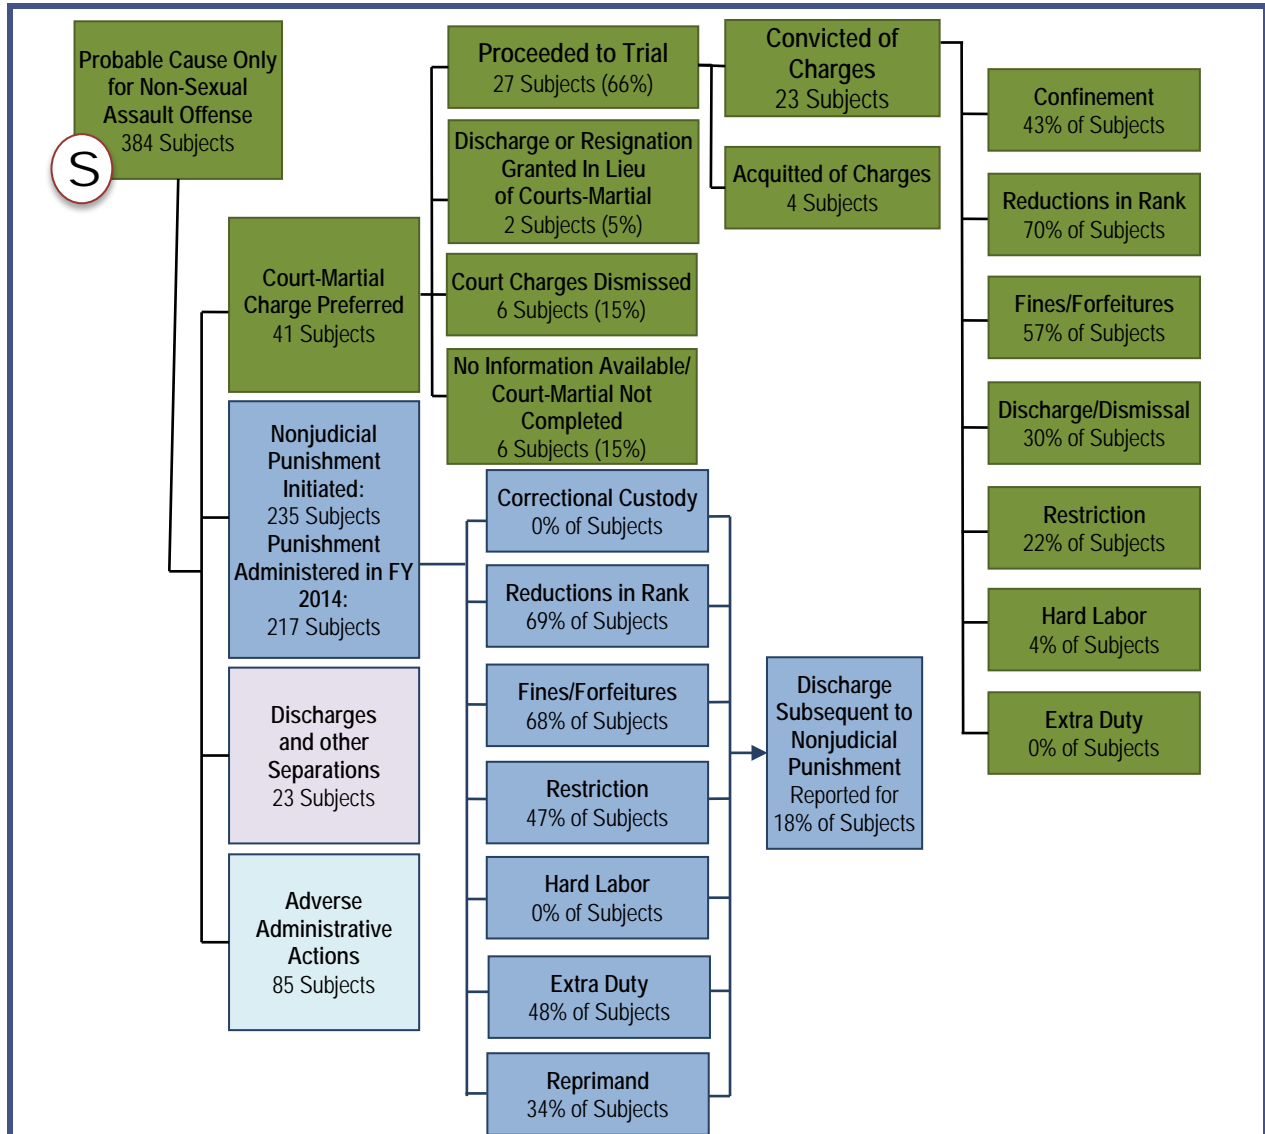 Probable Cause Only
for Non-Sexual
Assault Offense
384 Subjects
S
Court-Martial
Charge Preferred
41 Subjects
Nonjudicial
Punishment
Initiated:
235 Subjects
Punishment
Administered in FY
2014:
217 Subjects
Discharges
and other
Separations
23 Subjects
Adverse
Administrative
Actions
85 Subjects
Proceeded to Trial
27 Subjects (66%)
Discharge or Resignation
Granted In Lieu
of Courts-Martial
2 Subjects (5%)
Court Charges Dismissed
6 Subjects (15%)
No Information Available/
Court-Martial Not
Completed
6 Subjects (15%)
Correctional Custody
0% of Subjects
Reductions in Rank
69% of Subjects
Fines/Forfeitures
68% of Subjects
Restriction
47% of Subjects
Hard Labor
0% of Subjects
Extra Duty
48% of Subjects
Reprimand
34% of Subjects
Discharge
Subsequent to
Nonjudicial
Punishment
Reported for
18% of Subjects
Convicted of
Charges
23 Subjects
Acquitted of Charges
4 Subjects
Confinement
43% of Subjects
Reductions in Rank
70% of Subjects
Fines/Forfeitures
57% of Subjects
Discharge/Dismissal
30% of Subjects
Restriction
22% of Subjects
Hard Labor
4% of Subjects
Extra Duty
0% of Subjects